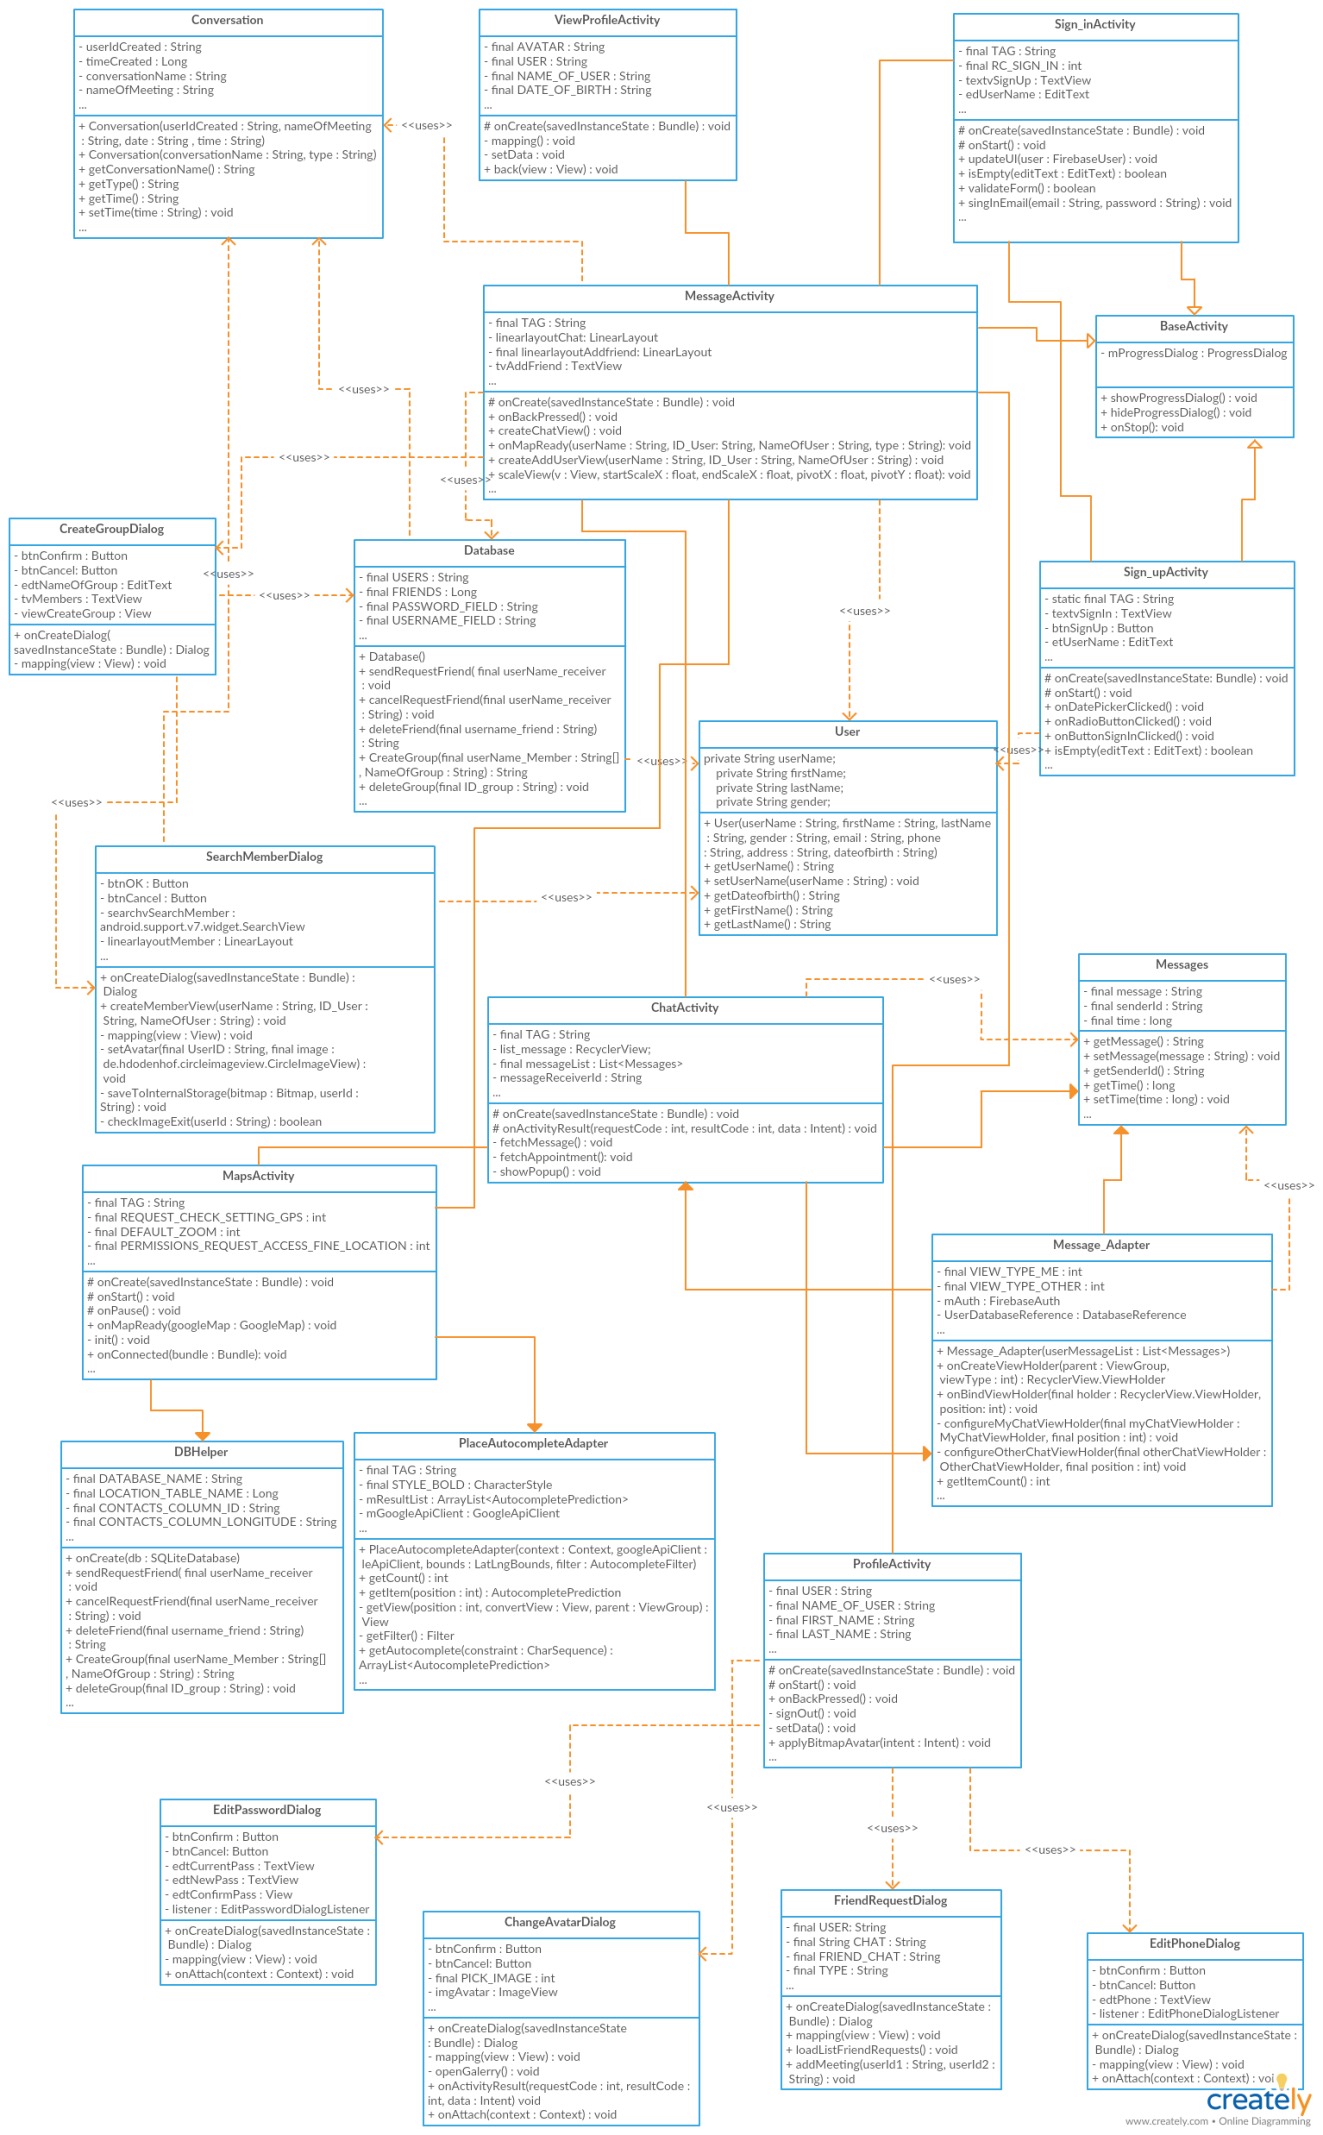 Conversation
- userIdCreated : String
- timeCreated : Long
- conversationName : String
- nameOfMeeting : String
...
+ Conversation(userIdCreated : String, nameOfMeeting
: String, date : String , time : String)
+ Conversation(conversationName : String, type : String)
+ getConversationName() : String
+ getType() : String
+ getTime() : String
+ setTime(time : String) : void
...
<<uses>>
ViewProfileActivity
- final AVATAR : String
- final USER : String
- final NAME_OF_USER : String
- final DATE_OF_BIRTH : String
...
# onCreate(savedInstanceState : Bundle) : void
- mapping() : void
- setData : void
+ back(view : View) : void
Sign_inActivity
- final TAG : String
- final RC_SIGN_IN : int
- textvSignUp : TextView
- edUserName : EditText
...
# onCreate(savedInstanceState : Bundle) : void
# onStart() : void
+ updateUI(user : FirebaseUser) : void
+ isEmpty(editText : EditText) : boolean
+ validateForm() : boolean
+ singInEmail(email : String, password : String) : void
...
MessageActivity
- final TAG : String
- linearlayoutChat: LinearLayout
- final linearlayoutAddfriend: LinearLayout
- tvAddFriend : TextView
...
# onCreate(savedInstanceState : Bundle) : void
+ onBackPressed() : void
+ createChatView() : void
+ onMapReady(userName : String, ID_User: String, NameOfUser : String, type : String): void
+ createAddUserView(userName : String, ID_User : String, NameOfUser : String) : void
+ scaleView(v : View, startScaleX : float, endScaleX : float, pivotX : float, pivotY : float): void
...
BaseActivity
- mProgressDialog : ProgressDialog
+ showProgressDialog() : void
+ hideProgressDialog() : void
+ onStop(): void
<<uses>>
<<uses>>
<<uses>>
CreateGroupDialog
- btnConfirm : Button
- btnCancel: Button
- edtNameOfGroup : EditText
- tvMembers : TextView
- viewCreateGroup : View
+ onCreateDialog(
savedInstanceState : Bundle) : Dialog
- mapping(view : View) : void
<<uses>>
<<uses>>
Database
- final USERS : String
- final FRIENDS : Long
- final PASSWORD_FIELD : String
- final USERNAME_FIELD : String
...
+ Database()
+ sendRequestFriend( final userName_receiver
: void
+ cancelRequestFriend(final userName_receiver
: String) : void
+ deleteFriend(final username_friend : String)
: String
+ CreateGroup(final userName_Member : String[]
, NameOfGroup : String) : String
+ deleteGroup(final ID_group : String) : void
...
<<uses>>
<<uses>>
Sign_upActivity
- static final TAG : String
- textvSignIn : TextView
- btnSignUp : Button
- etUserName : EditText
...
# onCreate(savedInstanceState: Bundle) : void
# onStart() : void
+ onDatePickerClicked() : void
+ onRadioButtonClicked() : void
+ onButtonSignInClicked() : void
+ isEmpty(editText : EditText) : boolean
...
<<uses>>
User
private String userName;
private String firstName;
private String lastName;
private String gender;
+ User(userName : String, firstName : String, lastName
: String, gender : String, email : String, phone
: String, address : String, dateofbirth : String)
+ getUserName() : String
+ setUserName(userName : String) : void
+ getDateofbirth() : String
+ getFirstName() : String
+ getLastName() : String
<<uses>>
SearchMemberDialog
- btnOK : Button
- btnCancel : Button
- searchvSearchMember :
android.support.v7.widget.SearchView
- linearlayoutMember : LinearLayout
...
+ onCreateDialog(savedInstanceState : Bundle) :
Dialog
+ createMemberView(userName : String, ID_User :
String, NameOfUser : String) : void
- mapping(view : View) : void
- setAvatar(final UserID : String, final image :
de.hdodenhof.circleimageview.CircleImageView) :
void
- saveToInternalStorage(bitmap : Bitmap, userId :
String) : void
- checkImageExit(userId : String) : boolean
<<uses>>
ChatActivity
- final TAG : String
- list_message : RecyclerView;
- final messageList : List<Messages>
- messageReceiverId : String
...
# onCreate(savedInstanceState : Bundle) : void
# onActivityResult(requestCode : int, resultCode : int, data : Intent) : void
- fetchMessage() : void
- fetchAppointment(): void
- showPopup() : void
<<uses>>
Messages
- final message : String
- final senderId : String
- final time : long
+ getMessage() : String
+ setMessage(message : String) : void
+ getSenderId() : String
+ getTime() : long
+ setTime(time : long) : void
...
<<uses>>
MapsActivity
- final TAG : String
- final REQUEST_CHECK_SETTING_GPS : int
- final DEFAULT_ZOOM : int
- final PERMISSIONS_REQUEST_ACCESS_FINE_LOCATION : int
...
# onCreate(savedInstanceState : Bundle) : void
# onStart() : void
# onPause() : void
+ onMapReady(googleMap : GoogleMap) : void
- init() : void
+ onConnected(bundle : Bundle): void
...
Message_Adapter
- final VIEW_TYPE_ME : int
- final VIEW_TYPE_OTHER : int
- mAuth : FirebaseAuth
- UserDatabaseReference : DatabaseReference
...
+ Message_Adapter(userMessageList : List<Messages>)
+ onCreateViewHolder(parent : ViewGroup,
viewType : int) : RecyclerView.ViewHolder
+ onBindViewHolder(final holder : RecyclerView.ViewHolder,
position: int) : void
- configureMyChatViewHolder(final myChatViewHolder :
MyChatViewHolder, final position : int) : void
- configureOtherChatViewHolder(final otherChatViewHolder :
OtherChatViewHolder, final position : int) void
+ getItemCount() : int
...
DBHelper
- final DATABASE_NAME : String
- final LOCATION_TABLE_NAME : Long
- final CONTACTS_COLUMN_ID : String
- final CONTACTS_COLUMN_LONGITUDE : String
...
+ onCreate(db : SQLiteDatabase)
+ sendRequestFriend( final userName_receiver
: void
+ cancelRequestFriend(final userName_receiver
: String) : void
+ deleteFriend(final username_friend : String)
: String
+ CreateGroup(final userName_Member : String[]
, NameOfGroup : String) : String
+ deleteGroup(final ID_group : String) : void
...
PlaceAutocompleteAdapter
- final TAG : String
- final STYLE_BOLD : CharacterStyle
- mResultList : ArrayList<AutocompletePrediction>
- mGoogleApiClient : GoogleApiClient
...
+ PlaceAutocompleteAdapter(context : Context, googleApiClient :
leApiClient, bounds : LatLngBounds, filter : AutocompleteFilter)
+ getCount() : int
+ getItem(position : int) : AutocompletePrediction
- getView(position : int, convertView : View, parent : ViewGroup) :
View
- getFilter() : Filter
+ getAutocomplete(constraint : CharSequence) :
ArrayList<AutocompletePrediction>
...
ProfileActivity
- final USER : String
- final NAME_OF_USER : String
- final FIRST_NAME : String
- final LAST_NAME : String
...
# onCreate(savedInstanceState : Bundle) : void
# onStart() : void
+ onBackPressed() : void
- signOut() : void
- setData() : void
+ applyBitmapAvatar(intent : Intent) : void
...
<<uses>>
<<uses>>
<<uses>>
<<uses>>
EditPasswordDialog
- btnConfirm : Button
- btnCancel: Button
- edtCurrentPass : TextView
- edtNewPass : TextView
- edtConfirmPass : View
- listener : EditPasswordDialogListener
+ onCreateDialog(savedInstanceState :
Bundle) : Dialog
- mapping(view : View) : void
+ onAttach(context : Context) : void
ChangeAvatarDialog
- btnConfirm : Button
- btnCancel: Button
- final PICK_IMAGE : int
- imgAvatar : ImageView
...
+ onCreateDialog(savedInstanceState
: Bundle) : Dialog
- mapping(view : View) : void
- openGalerry() : void
+ onActivityResult(requestCode : int, resultCode :
int, data : Intent) void
+ onAttach(context : Context) : void
FriendRequestDialog
- final USER: String
- final String CHAT : String
- final FRIEND_CHAT : String
- final TYPE : String
...
+ onCreateDialog(savedInstanceState :
Bundle) : Dialog
+ mapping(view : View) : void
+ loadListFriendRequests() : void
+ addMeeting(userId1 : String, userId2 :
String) : void
EditPhoneDialog
- btnConfirm : Button
- btnCancel: Button
- edtPhone : TextView
- listener : EditPhoneDialogListener
+ onCreateDialog(savedInstanceState :
Bundle) : Dialog
- mapping(view : View) : void
+ onAttach(context : Context) : void
creately
www.creately.com • Online Diagramming